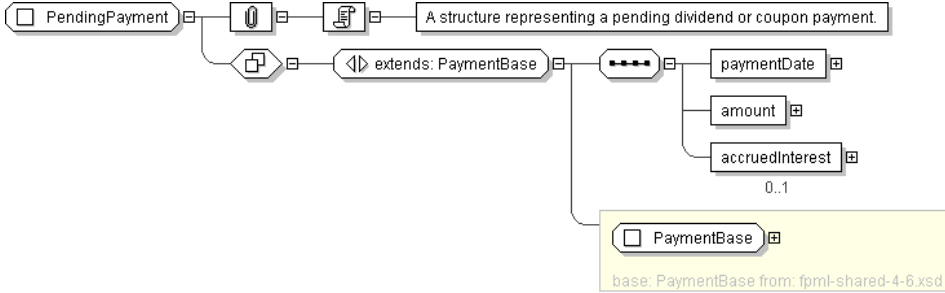 PendingPayment
A structure representing a pending dividend or coupon payment.
extends: PaymentBase
paymentDate
amount
accruedInterest
0..1
PaymentBase
base: PaymentBase from: fpml-shared-4-6.xsd